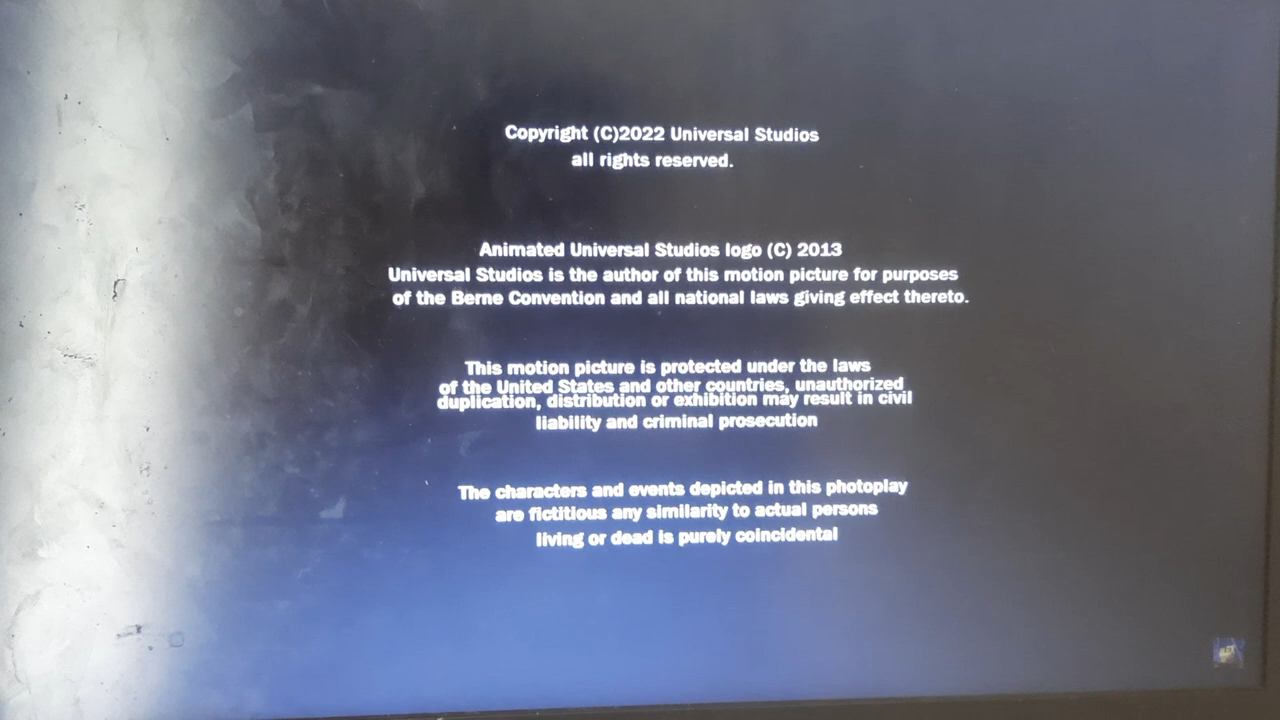 Copyright (C)2022 Universal Studios
all rights reserved.
Animated Universal Studios logo (C) 2013
Universal Studios is the author of this motion picture for purposes
of the Berne Convention and all national laws giving effect thereto.
This motion picture is protected under the laws
of the United States and other countries, unauthorized
duplication, distribution or exhibition may result in civil
liability and criminal prosecution
The characters and events depicted in this photoplay
are fictitious any similarity to actual persons
living or dead is purely coincidental